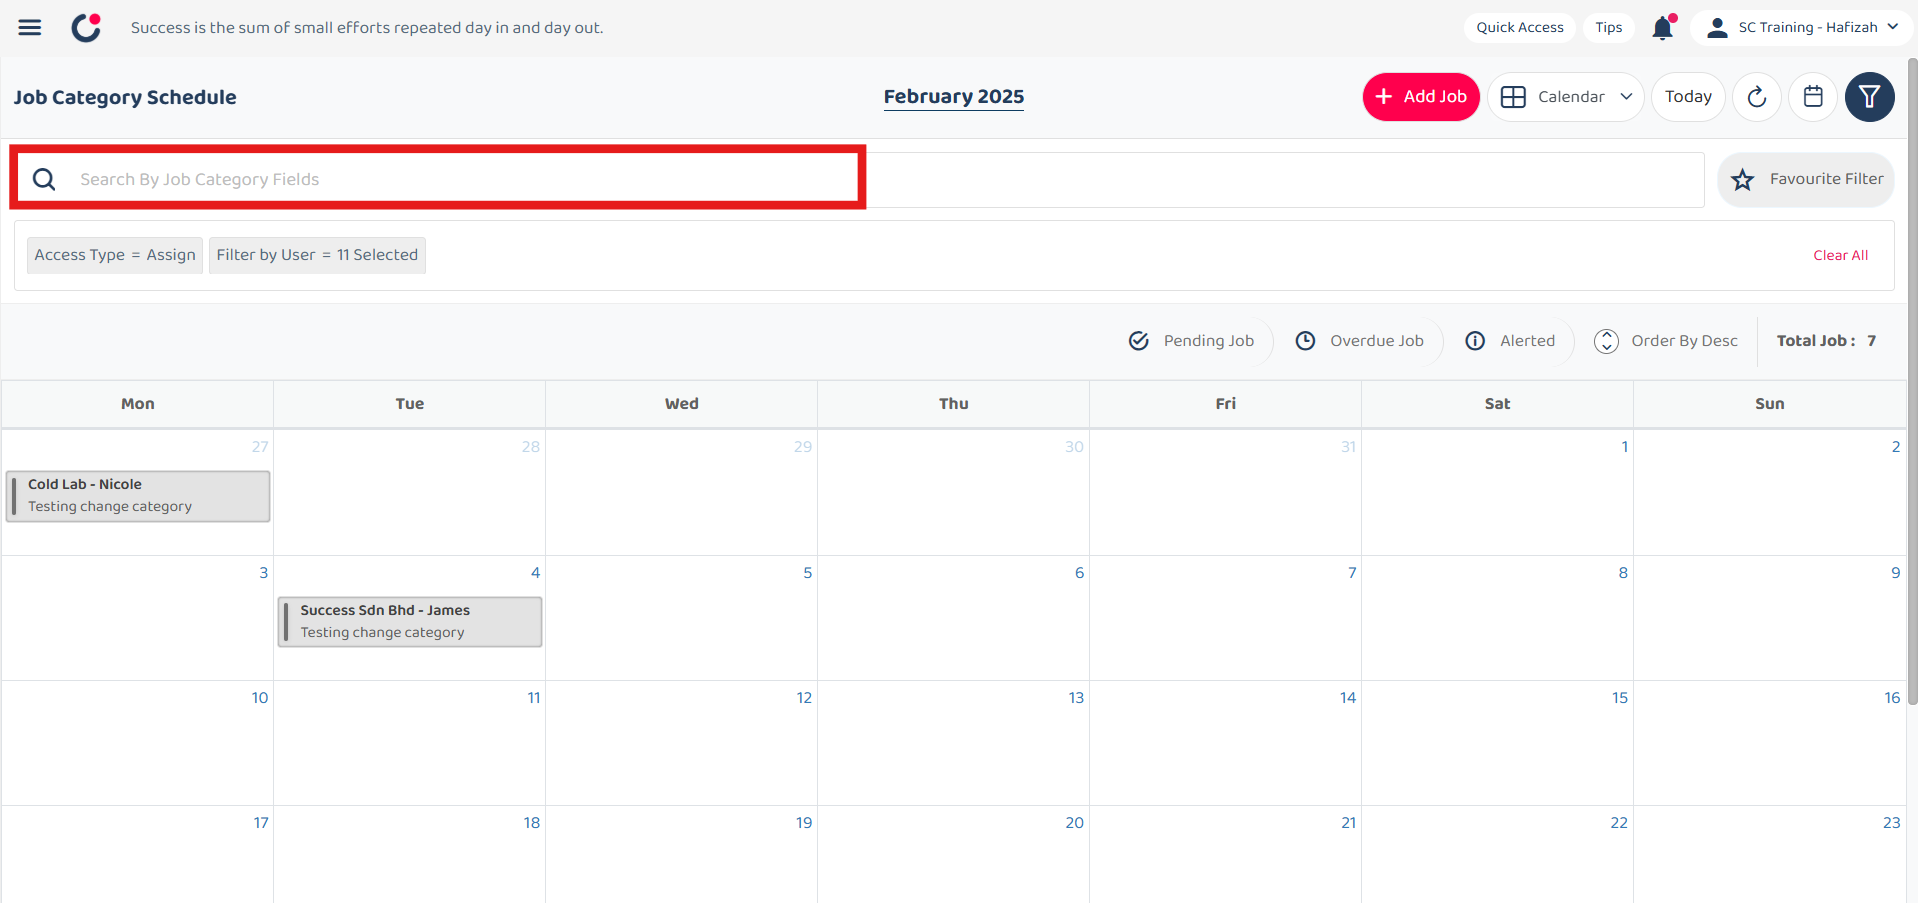 Success is the sum of small efforts repeated day in and day out.
Quick Access
Tips
SC Training - Hafizah
Job Category Schedule
February 2025
+ Add Job
Calendar
Today
Search By Job Category Fields
Favourite Filter
Access Type = Assign
Filter by User = 11 Selected
Clear All
Pending Job
Overdue Job
Alerted
Order By Desc
Total Job : 7
Mon Tue Wed Thu Fri Sat Sun
27 28 29 30 31 1 2
Cold Lab - Nicole
Testing change category
3 4 5 6 7 8 9
Success Sdn Bhd - James
Testing change category
10 11 12 13 14 15 16
17 18 19 20 21 22 23